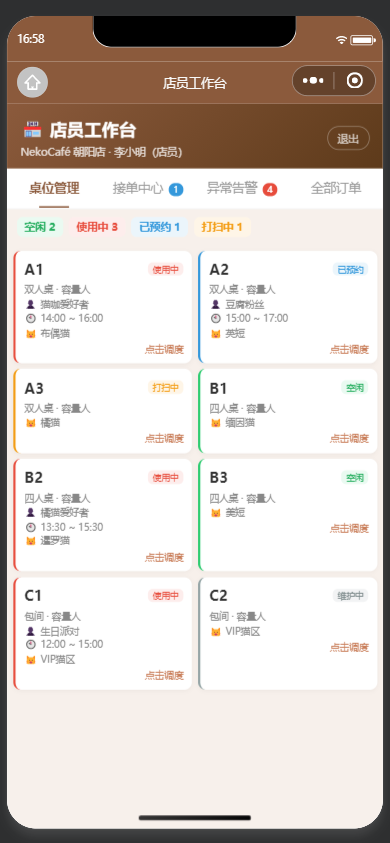 16:58
店员工作台
店员工作台
NekoCafé 朝阳店 · 李小明（店员）
退出
桌位管理 接单中心 1 异常告警 4 全部订单
空闲 2 使用中 3 已预约 1 打扫中 1
A1 使用中
双人桌 · 容量人
猫咖爱好者
14:00 ~ 16:00
布偶猫
点击调度
A2 已预约
双人桌 · 容量人
豆腐粉丝
15:00 ~ 17:00
英短
点击调度
A3 打扫中
双人桌 · 容量人
橘猫
点击调度
B1 空闲
四人桌 · 容量人
缅因猫
点击调度
B2 使用中
四人桌 · 容量人
橘猫爱好者
13:30 ~ 15:30
暹罗猫
点击调度
B3 空闲
四人桌 · 容量人
美短
点击调度
C1 使用中
包间 · 容量人
生日派对
12:00 ~ 15:00
VIP猫区
点击调度
C2 维护中
包间 · 容量人
VIP猫区
点击调度